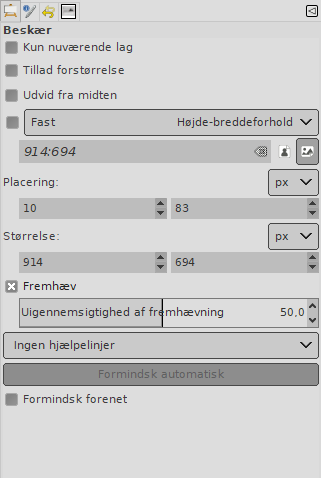 Beskær
Kun nuværende lag
Tillad forstørrelse
Udvid fra midten
Fast Højde-breddeforhold
914:694
Placering: px
10 83
Størrelse: px
914 694
Fremhæv
Uigennemsigtighed af fremhævning 50,0
Ingen hjælpelinjer
Formindsk automatisk
Formindsk forenet